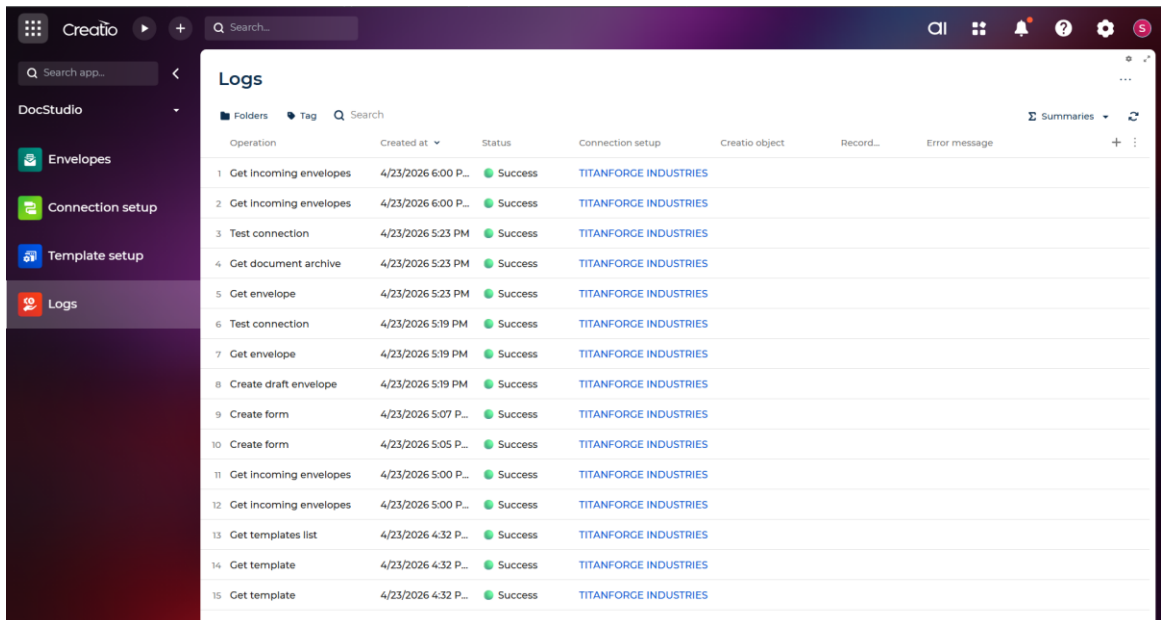 Creatio
Search...
S
Search app...
DocStudio
Envelopes
Connection setup
Template setup
Logs
Logs
Folders Tag Search
Σ Summaries
Operation Created at Status Connection setup Creatio object Record... Error message
1 Get incoming envelopes 4/23/2026 6:00 P... Success TITANFORGE INDUSTRIES
2 Get incoming envelopes 4/23/2026 6:00 P... Success TITANFORGE INDUSTRIES
3 Test connection 4/23/2026 5:23 PM Success TITANFORGE INDUSTRIES
4 Get document archive 4/23/2026 5:23 PM Success TITANFORGE INDUSTRIES
5 Get envelope 4/23/2026 5:23 PM Success TITANFORGE INDUSTRIES
6 Test connection 4/23/2026 5:19 PM Success TITANFORGE INDUSTRIES
7 Get envelope 4/23/2026 5:19 PM Success TITANFORGE INDUSTRIES
8 Create draft envelope 4/23/2026 5:19 PM Success TITANFORGE INDUSTRIES
9 Create form 4/23/2026 5:07 P... Success TITANFORGE INDUSTRIES
10 Create form 4/23/2026 5:05 P... Success TITANFORGE INDUSTRIES
11 Get incoming envelopes 4/23/2026 5:00 P... Success TITANFORGE INDUSTRIES
12 Get incoming envelopes 4/23/2026 5:00 P... Success TITANFORGE INDUSTRIES
13 Get templates list 4/23/2026 4:32 P... Success TITANFORGE INDUSTRIES
14 Get template 4/23/2026 4:32 P... Success TITANFORGE INDUSTRIES
15 Get template 4/23/2026 4:32 P... Success TITANFORGE INDUSTRIES